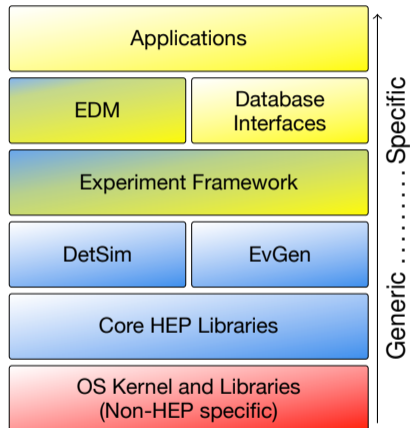 Applications
EDM
Database
Interfaces
Experiment Framework
DetSim
EvGen
Core HEP Libraries
OS Kernel and Libraries
(Non-HEP specific)
Generic . . . . . . . . . Specific